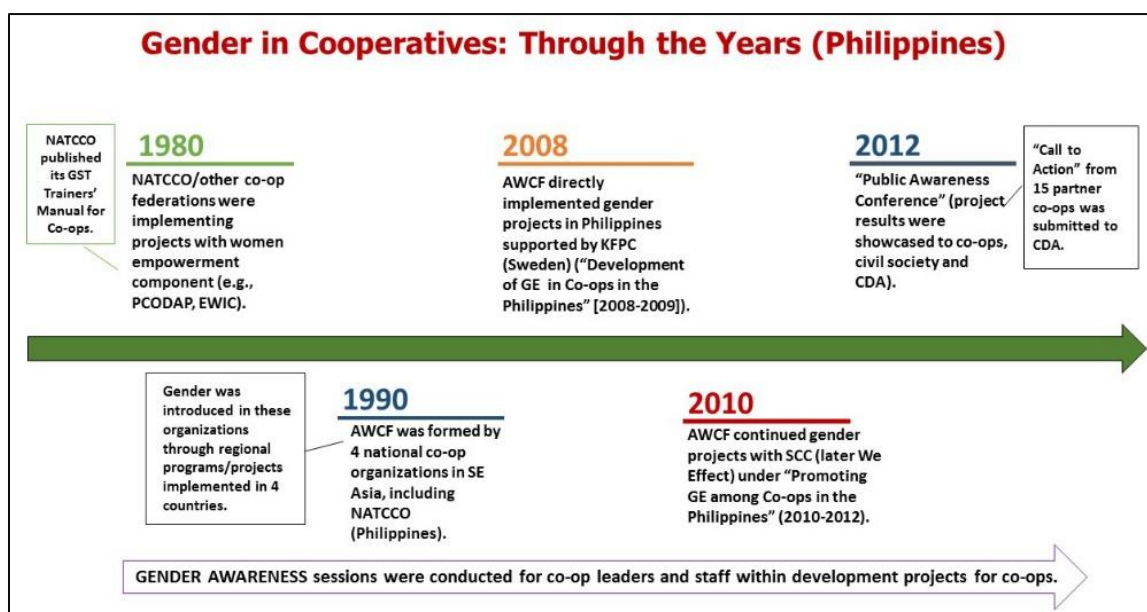 Gender in Cooperatives: Through the Years (Philippines)
NATCCO
published
its GST
Trainers’
Manual for
Co-ops.
1980
NATCCO/other co-op
federations were
implementing
projects with women
empowerment
component (e.g.,
PCODAP, EWIC).
2008
AWCF directly
implemented gender
projects in Philippines
supported by KFPC
(Sweden) (“Development
of GE in Co-ops in the
Philippines” [2008-2009]).
2012
“Public Awareness
Conference” (project
results were
showcased to co-ops,
civil society and
CDA).
“Call to
Action” from
15 partner
co-ops was
submitted to
CDA.
Gender was
introduced in these
organizations
through regional
programs/projects
implemented in 4
countries.
1990
AWCF was formed by
4 national co-op
organizations in SE
Asia, including
NATCCO
(Philippines).
2010
AWCF continued gender
projects with SCC (later We
Effect) under “Promoting
GE among Co-ops in the
Philippines” (2010-2012).
GENDER AWARENESS sessions were conducted for co-op leaders and staff within development projects for co-ops.